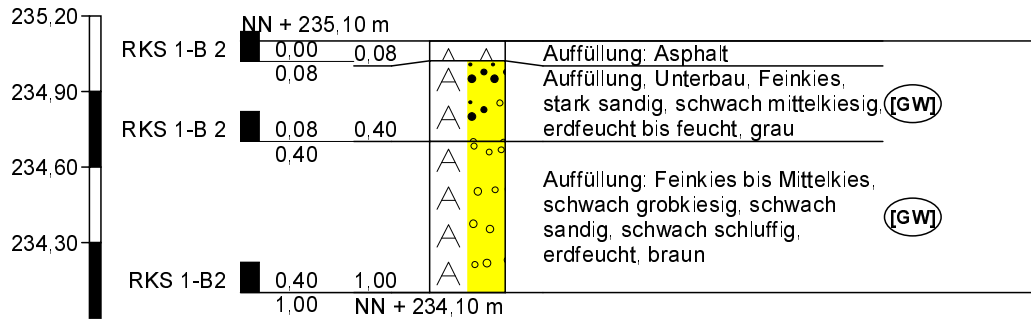 235,20
NN + 235,10 m
RKS 1-B 2
0,00
0,08
Auffüllung: Asphalt
0,08
Auffüllung, Unterbau, Feinkies,
234,90
stark sandig, schwach mittelkiesig,
[GW]
RKS 1-B 2
0,08
0,40
erdfeucht bis feucht, grau
0,40
234,60
Auffüllung: Feinkies bis Mittelkies,
schwach grobkiesig, schwach
[GW]
sandig, schwach schluffig,
234,30
erdfeucht, braun
RKS 1-B2
0,40
1,00
1,00
NN + 234,10 m